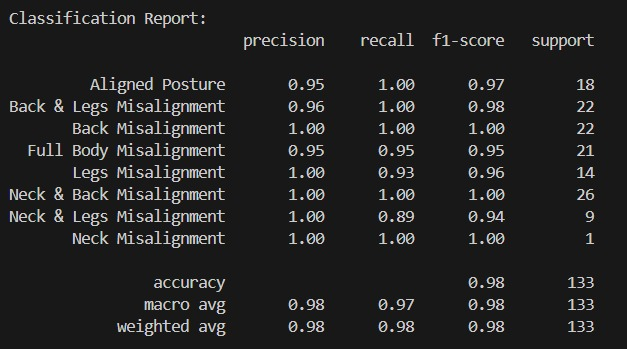 Classification Report:
precision recall f1-score support
Aligned Posture 0.95 1.00 0.97 18
Back & Legs Misalignment 0.96 1.00 0.98 22
Back Misalignment 1.00 1.00 1.00 22
Full Body Misalignment 0.95 0.95 0.95 21
Legs Misalignment 1.00 0.93 0.96 14
Neck & Back Misalignment 1.00 1.00 1.00 26
Neck & Legs Misalignment 1.00 0.89 0.94 9
Neck Misalignment 1.00 1.00 1.00 1
accuracy 0.98 133
macro avg 0.98 0.97 0.98 133
weighted avg 0.98 0.98 0.98 133